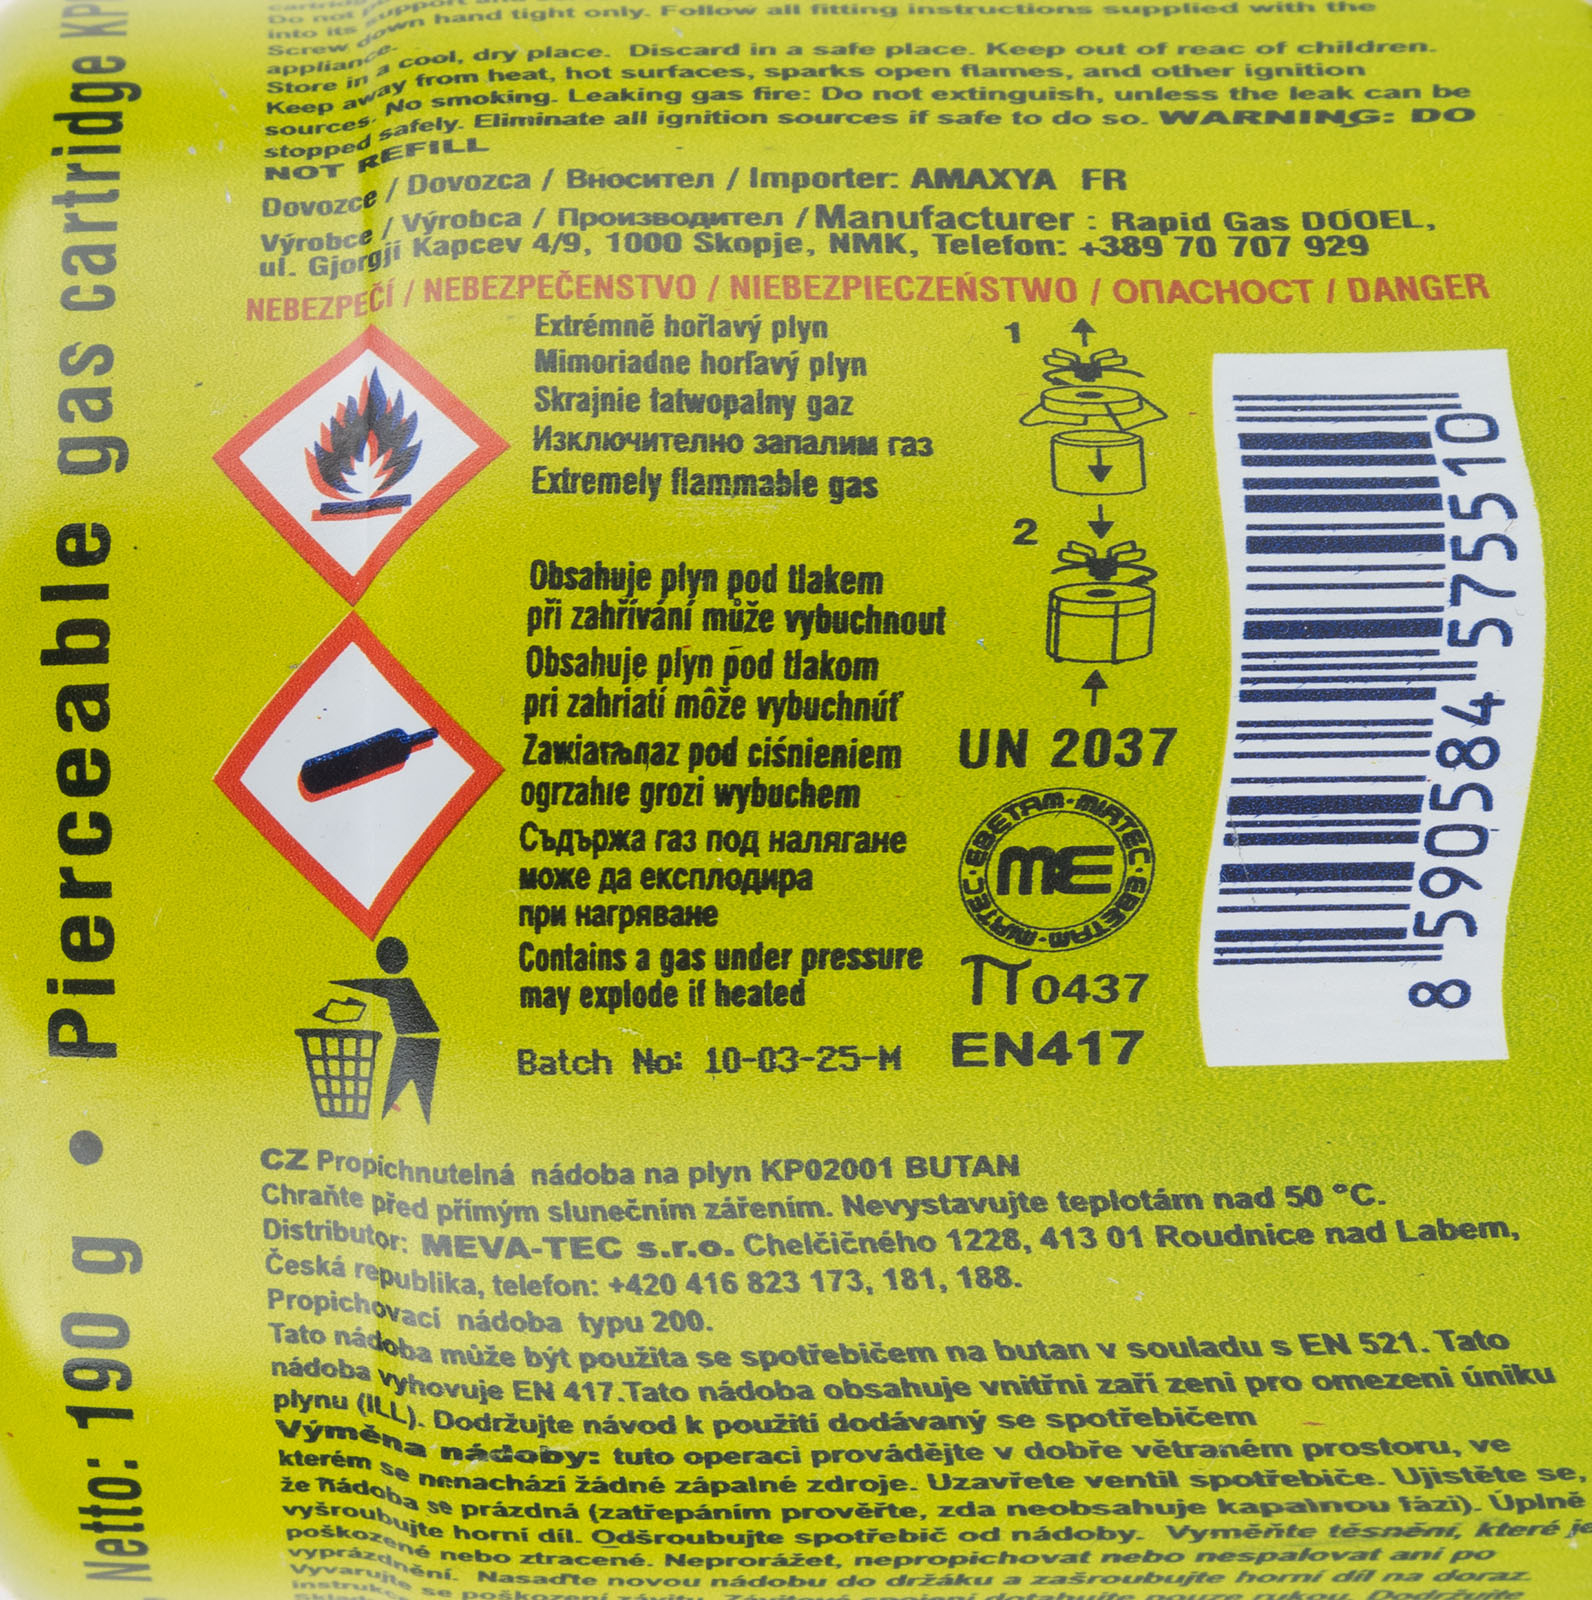 into its
Do not support
down hand tight only. Follow all fitting instructions supplied with the
Screw
appliance.
Store in a cool, dry place. Discard in a safe place. Keep out of reac of children.
Keep away from heat, hot surfaces, sparks open flames, and other ignition
sources. No smoking. Leaking gas fire: Do not extinguish, unless the leak can be
stopped safely. Eliminate all ignition sources if safe to do so. WARNING: DO
NOT REFILL
Dovozce / Dovozca / Вносител / Importer: AMAXYA FR
Výrobce / Výrobca / Производител / Manufacturer : Rapid Gas DOOEL,
ul. Gjorgji Kapcev 4/9, 1000 Skopje, NMK, Telefon: +389 70 707 929
NEBEZPEČÍ / NEBEZPEČENSTVO / NIEBEZPIECZEŃSTWO / ОПАСНОСТ / DANGER
Extrémně hořlavý plyn
Mimoriadne horľavý plyn
Skrajnie łatwopalny gaz
Изключително запалим газ
Extremely flammable gas
Obsahuje plyn pod tlakem
při zahřívání může vybuchnout
Obsahuje plyn pod tlakom
pri zahriatí môže vybuchnúť
pod ciśnieniem
grozi wybuchem
Съдържа газ под налягане
може да експлодира
при нагряване
Contains a gas under pressure
may explode if heated
Batch No: 10-03-25-M
1
2
UN 2037
EBETAM·MIRTEC·EBETAM·MIRTEC·
ME
π0437
EN417
8 590584 575510
Pierceable gas cartridge KP
Netto: 190 g •
CZ Propichnutelná nádoba na plyn KP02001 BUTAN
Chraňte před přímým slunečním zářením. Nevystavujte teplotám nad 50 °C.
Distributor: MEVA-TEC s.r.o. Chelčičného 1228, 413 01 Roudnice nad Labem,
Česká republika, telefon: +420 416 823 173, 181, 188.
Propichovací nádoba typu 200.
Tato nádoba může být použita se spotřebičem na butan v souladu s EN 521. Tato
nádoba vyhovuje EN 417.Tato nádoba obsahuje vnitřni zaří zeni pro omezeni úniku
plynu (ILL). Dodržujte návod k použití dodávaný se spotřebičem
Výměna nádoby: tuto operaci provádějte v dobře větraném prostoru, ve
kterém se nenachází žádné zápalné zdroje. Uzavřete ventil spotřebiče. Ujistěte se,
že nádoba je prázdná (zatřepáním prověřte, zda neobsahuje kapalnou fázi). Úplně
vyšroubujte horní díl. Odšroubujte spotřebič od nádoby. Vyměňte těsnění, které je
poškozené nebo ztracené. Neprorážet, nepropichovat nebo nespalovat ani po
vyprázdnění. Nasaďte novou nádobu do držáku a zašroubujte horní díl na doraz.
Vyvarujte se poškození závitu.